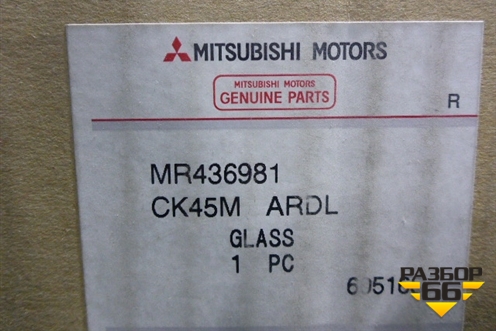 MITSUBISHI MOTORS
MITSUBISHI MOTORS
GENUINE PARTS
R
MR436981
CK45M ARDL
GLASS
1 PC
РАЗБОР
66